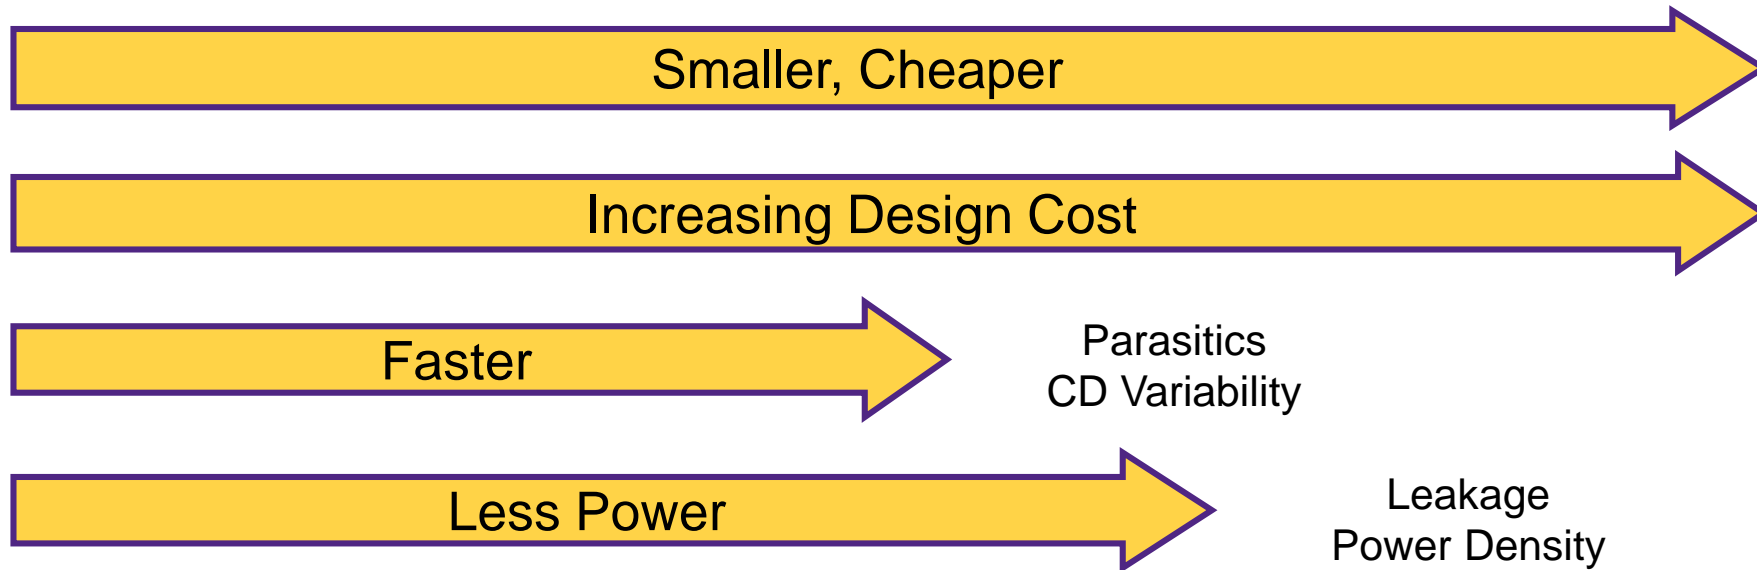 Smaller, Cheaper
Increasing Design Cost
Faster
Parasitics
CD Variability
Less Power
Leakage
Power Density